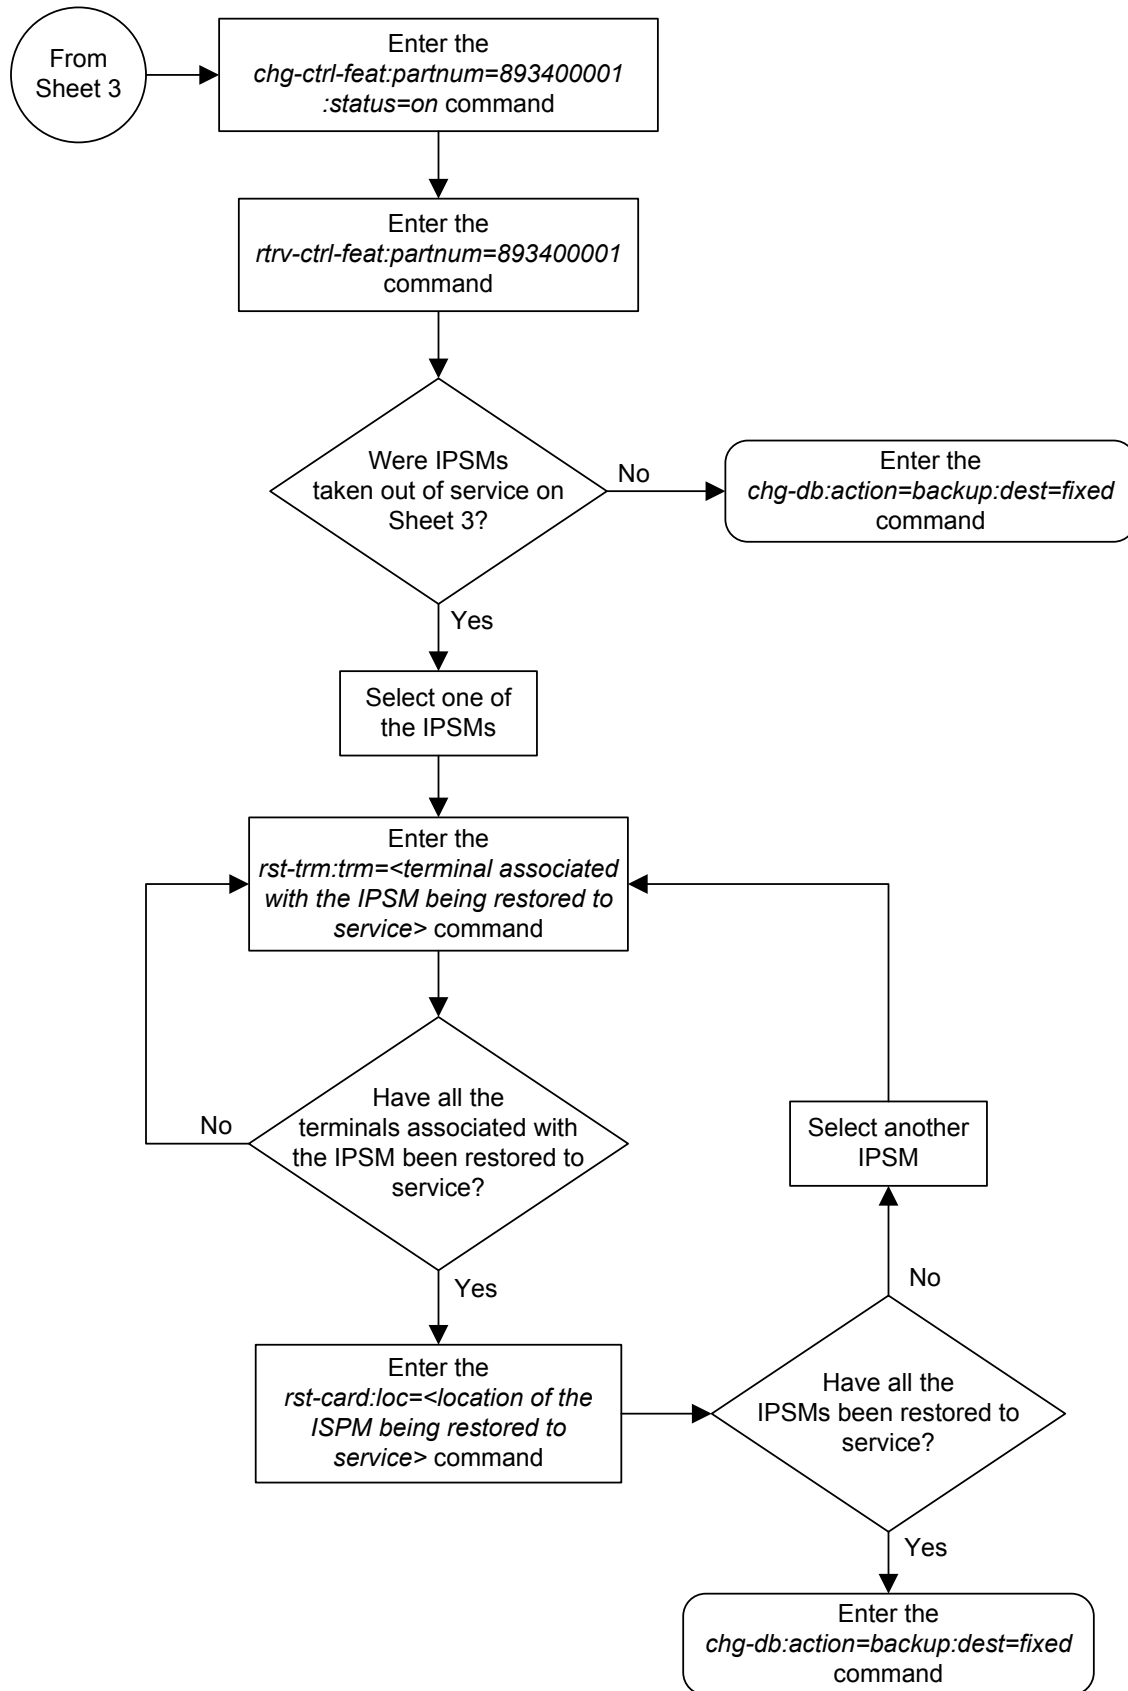 From
Sheet 3
Enter the
chg-ctrl-feat:partnum=893400001
:status=on command
Enter the
rtrv-ctrl-feat:partnum=893400001
command
Were IPSMs
taken out of service on
Sheet 3?
No
Enter the
chg-db:action=backup:dest=fixed
command
Yes
Select one of
the IPSMs
Enter the
rst-trm:trm=<terminal associated
with the IPSM being restored to
service> command
Have all the
terminals associated with
the IPSM been restored to
service?
No
Yes
Enter the
rst-card:loc=<location of the
ISPM being restored to
service> command
Have all the
IPSMs been restored to
service?
No
Select another
IPSM
Yes
Enter the
chg-db:action=backup:dest=fixed
command